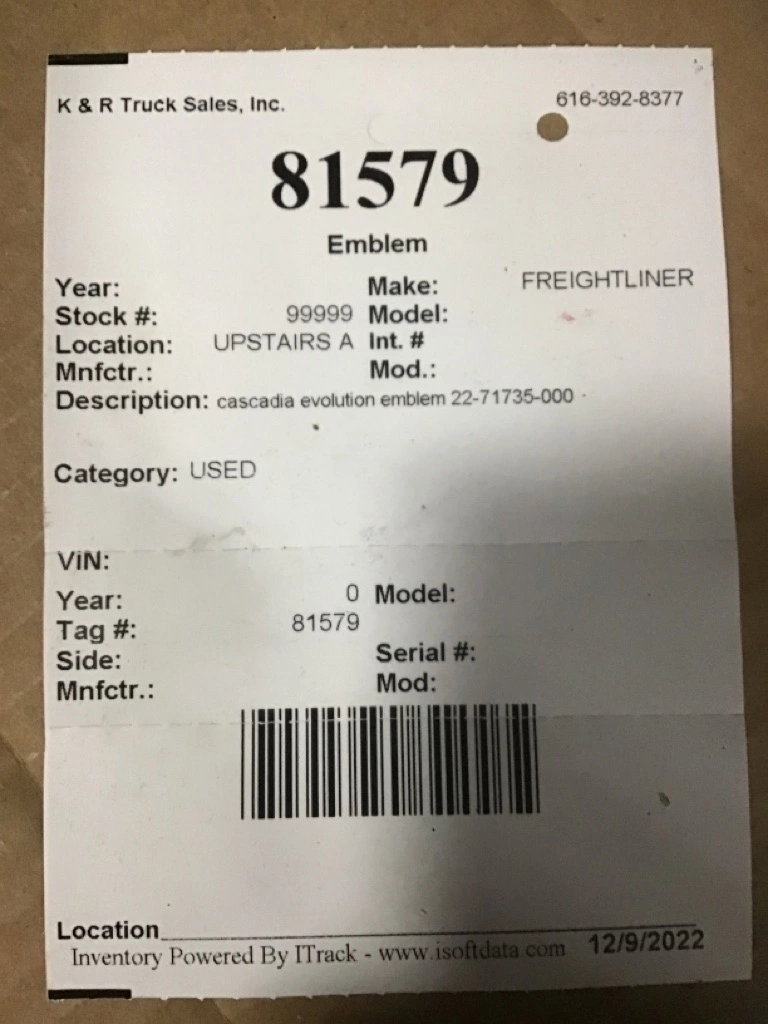 K & R Truck Sales, Inc. 616-392-8377
81579
Emblem
Year: Make: FREIGHTLINER
Stock #: 99999 Model:
Location: UPSTAIRS A Int. #
Mnfctr.: Mod.:
Description: cascadia evolution emblem 22-71735-000
Category: USED
VIN:
Year: 0 Model:
Tag #: 81579
Side: Serial #:
Mnfctr.: Mod:
Location
Inventory Powered By ITrack - www.isoftdata.com 12/9/2022